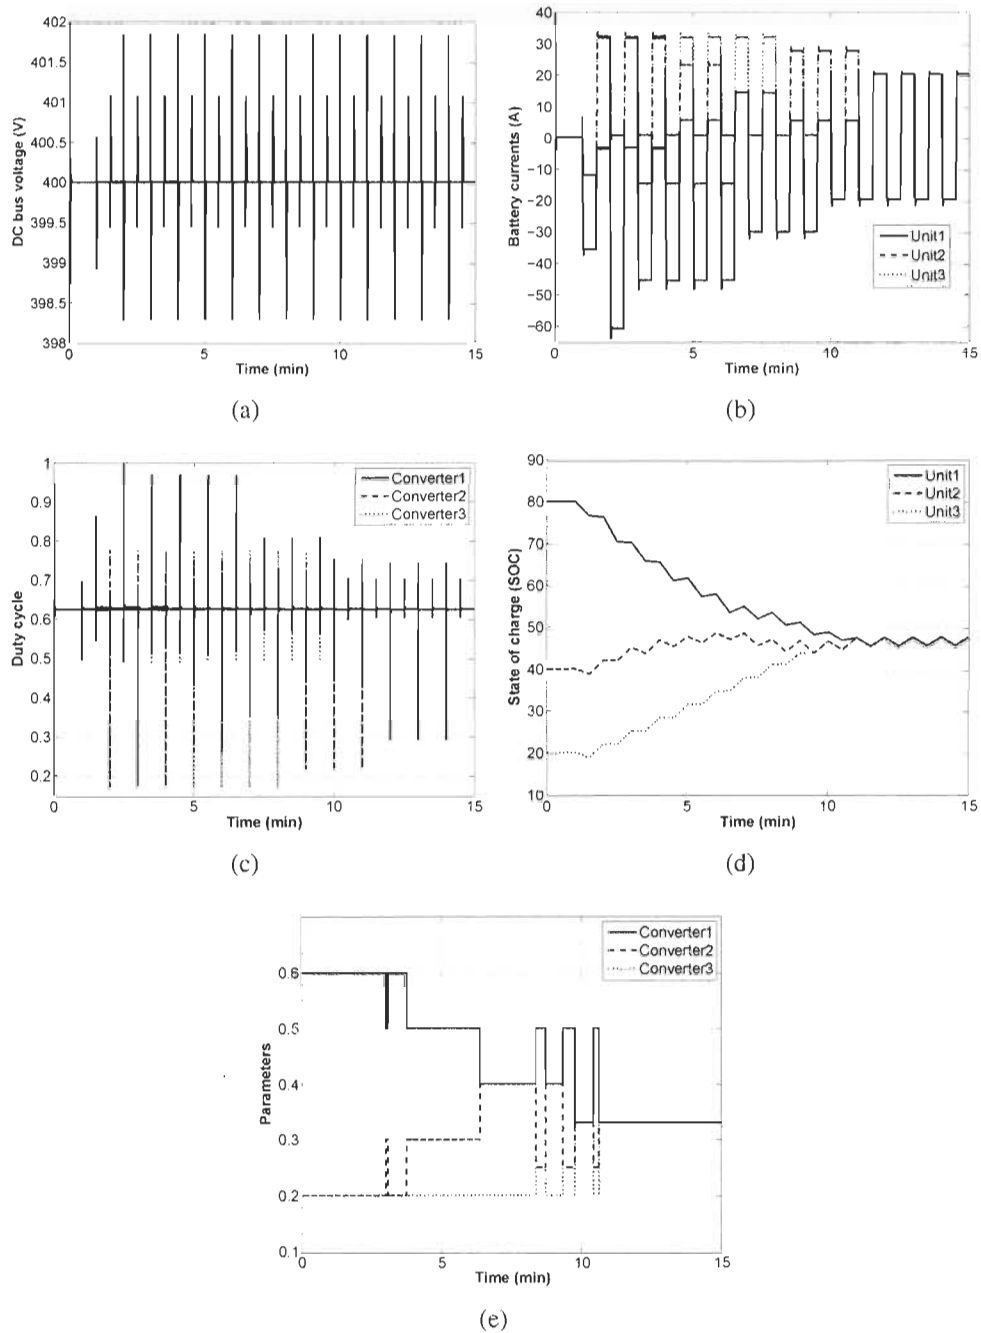 402
401.5
401
400.5
400
399.5
399
398.5
398
0
5
10
15
DC bus voltage (V)
Time (min)
(a)
40
30
20
10
0
−10
−20
−30
−40
−50
−60
0
5
10
15
Battery currents (A)
Time (min)
Unit1
Unit2
Unit3
(b)
1
0.9
0.8
0.7
0.6
0.5
0.4
0.3
0.2
0
5
10
15
Duty cycle
Time (min)
Converter1
Converter2
Converter3
(c)
90
80
70
60
50
40
30
20
10
0
5
10
15
State of charge (SOC)
Time (min)
Unit1
Unit2
Unit3
(d)
0.6
0.5
0.4
0.3
0.2
0.1
0
5
10
15
Parameters
Time (min)
Converter1
Converter2
Converter3
(e)